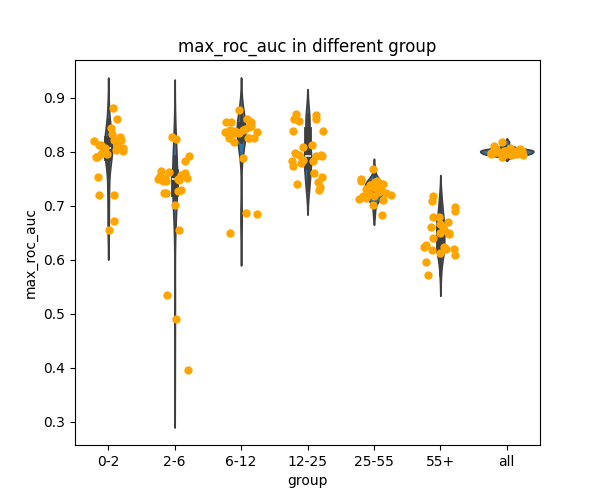 max_roc_auc in different group
max_roc_auc
0.9
0.8
0.7
0.6
0.5
0.4
0.3
0-2 2-6 6-12 12-25 25-55 55+ all
group